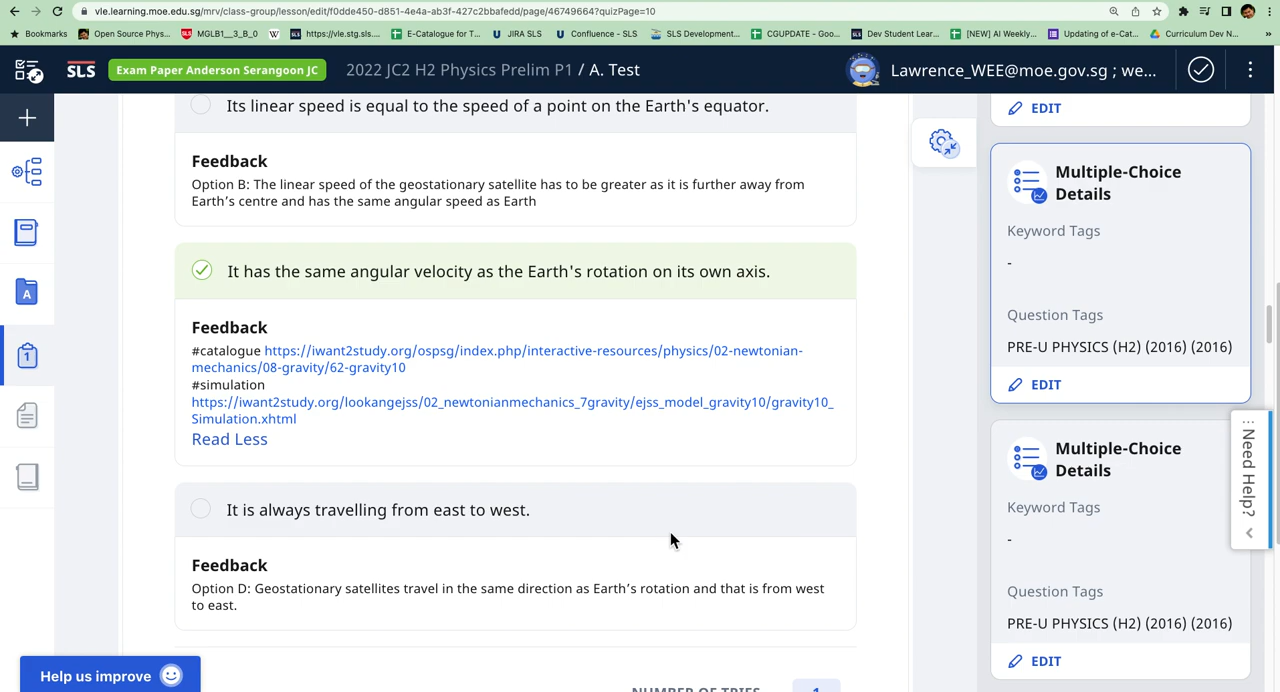 vle.learning.moe.edu.sg/mrv/class-group/lesson/edit/f0dde450-d851-4e4a-ab3f-427c2bbafedd/page/46749664?quizPage=10
Bookmarks
Open Source Phys...
MGLB1__3_B_0
W
https://vle.stg.sls....
E-Catalogue for T...
JIRA SLS
Confluence - SLS
SLS Development...
CGUPDATE - Goo...
Dev Student Lear...
[NEW] AI Weekly...
Updating of e-Cat...
Curriculum Dev N...
»
SLS
Exam Paper Anderson Serangoon JC
2022 JC2 H2 Physics Prelim P1 / A. Test
Lawrence_WEE@moe.gov.sg ; we...
A
1
Its linear speed is equal to the speed of a point on the Earth's equator.
Feedback
Option B: The linear speed of the geostationary satellite has to be greater as it is further away from
Earth’s centre and has the same angular speed as Earth
It has the same angular velocity as the Earth's rotation on its own axis.
Feedback
#catalogue https://iwant2study.org/ospsg/index.php/interactive-resources/physics/02-newtonian-
mechanics/08-gravity/62-gravity10
#simulation
https://iwant2study.org/lookangejss/02_newtonianmechanics_7gravity/ejss_model_gravity10/gravity10_
Simulation.xhtml
Read Less
It is always travelling from east to west.
Feedback
Option D: Geostationary satellites travel in the same direction as Earth’s rotation and that is from west
to east.
NUMBER OF TRIES
1
EDIT
Multiple-Choice
Details
Keyword Tags
-
Question Tags
PRE-U PHYSICS (H2) (2016) (2016)
EDIT
Multiple-Choice
Details
Keyword Tags
-
Question Tags
PRE-U PHYSICS (H2) (2016) (2016)
EDIT
Need Help?
Help us improve